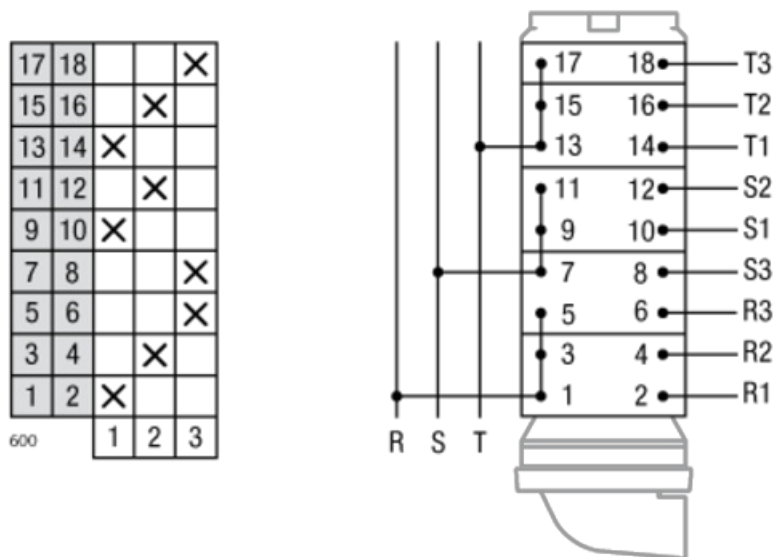 17 18
15 16
13 14
11 12
9 10
7 8
5 6
3 4
1 2
600 1 2 3
17 18 T3
15 16 T2
13 14 T1
11 12 S2
9 10 S1
7 8 S3
5 6 R3
3 4 R2
1 2 R1
R S T